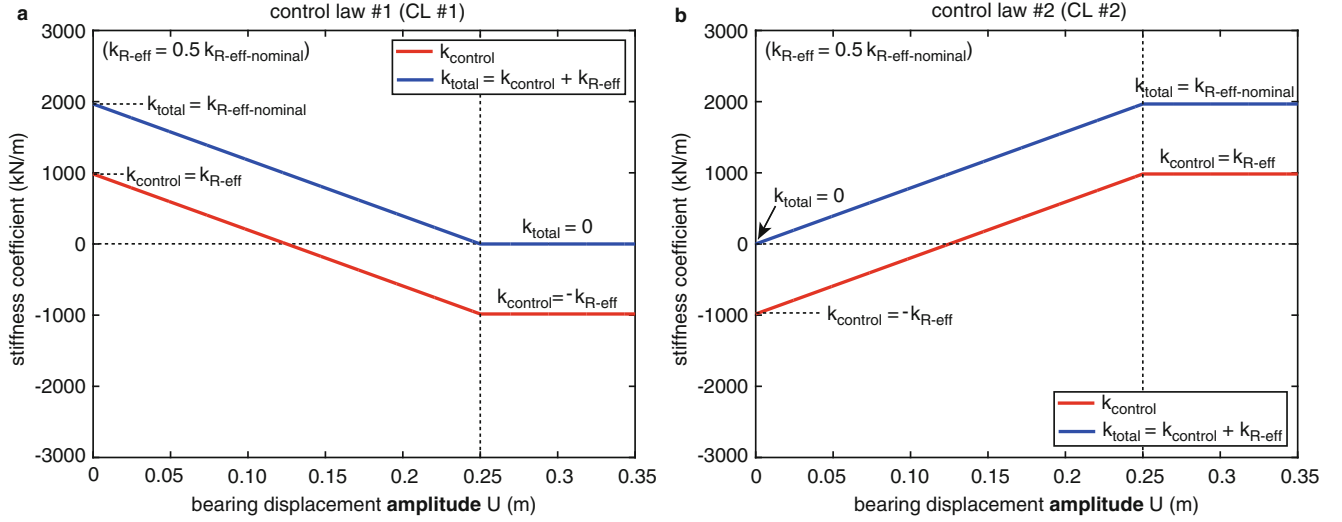 a
control law #1 (CL #1)
3000
2000
1000
0
-1000
-2000
-3000
stiffness coefficient (kN/m)
(kR-eff = 0.5 kR-eff-nominal)
kcontrol
ktotal = kcontrol + kR-eff
ktotal = kR-eff-nominal
kcontrol = kR-eff
ktotal = 0
kcontrol = -kR-eff
0 0.05 0.1 0.15 0.2 0.25 0.3 0.35
bearing displacement amplitude U (m)
b
control law #2 (CL #2)
3000
2000
1000
0
-1000
-2000
-3000
stiffness coefficient (kN/m)
(kR-eff = 0.5 kR-eff-nominal)
ktotal = kR-eff-nominal
kcontrol = kR-eff
ktotal = 0
kcontrol = -kR-eff
kcontrol
ktotal = kcontrol + kR-eff
0 0.05 0.10 0.15 0.20 0.25 0.3 0.35
bearing displacement amplitude U (m)